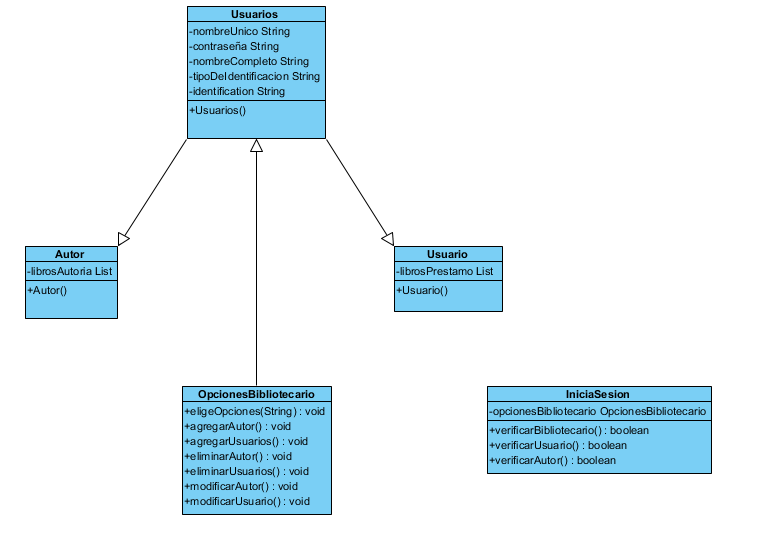 Usuarios
-nombreUnico String
-contraseña String
-nombreCompleto String
-tipoDeIdentificacion String
-identification String
+Usuarios()
Autor
-librosAutoria List
+Autor()
Usuario
-librosPrestamo List
+Usuario()
OpcionesBibliotecario
+eligeOpciones(String) : void
+agregarAutor() : void
+agregarUsuarios() : void
+eliminarAutor() : void
+eliminarUsuarios() : void
+modificarAutor() : void
+modificarUsuario() : void
IniciaSesion
-opcionesBibliotecario OpcionesBibliotecario
+verificarBibliotecario() : boolean
+verificarUsuario() : boolean
+verificarAutor() : boolean